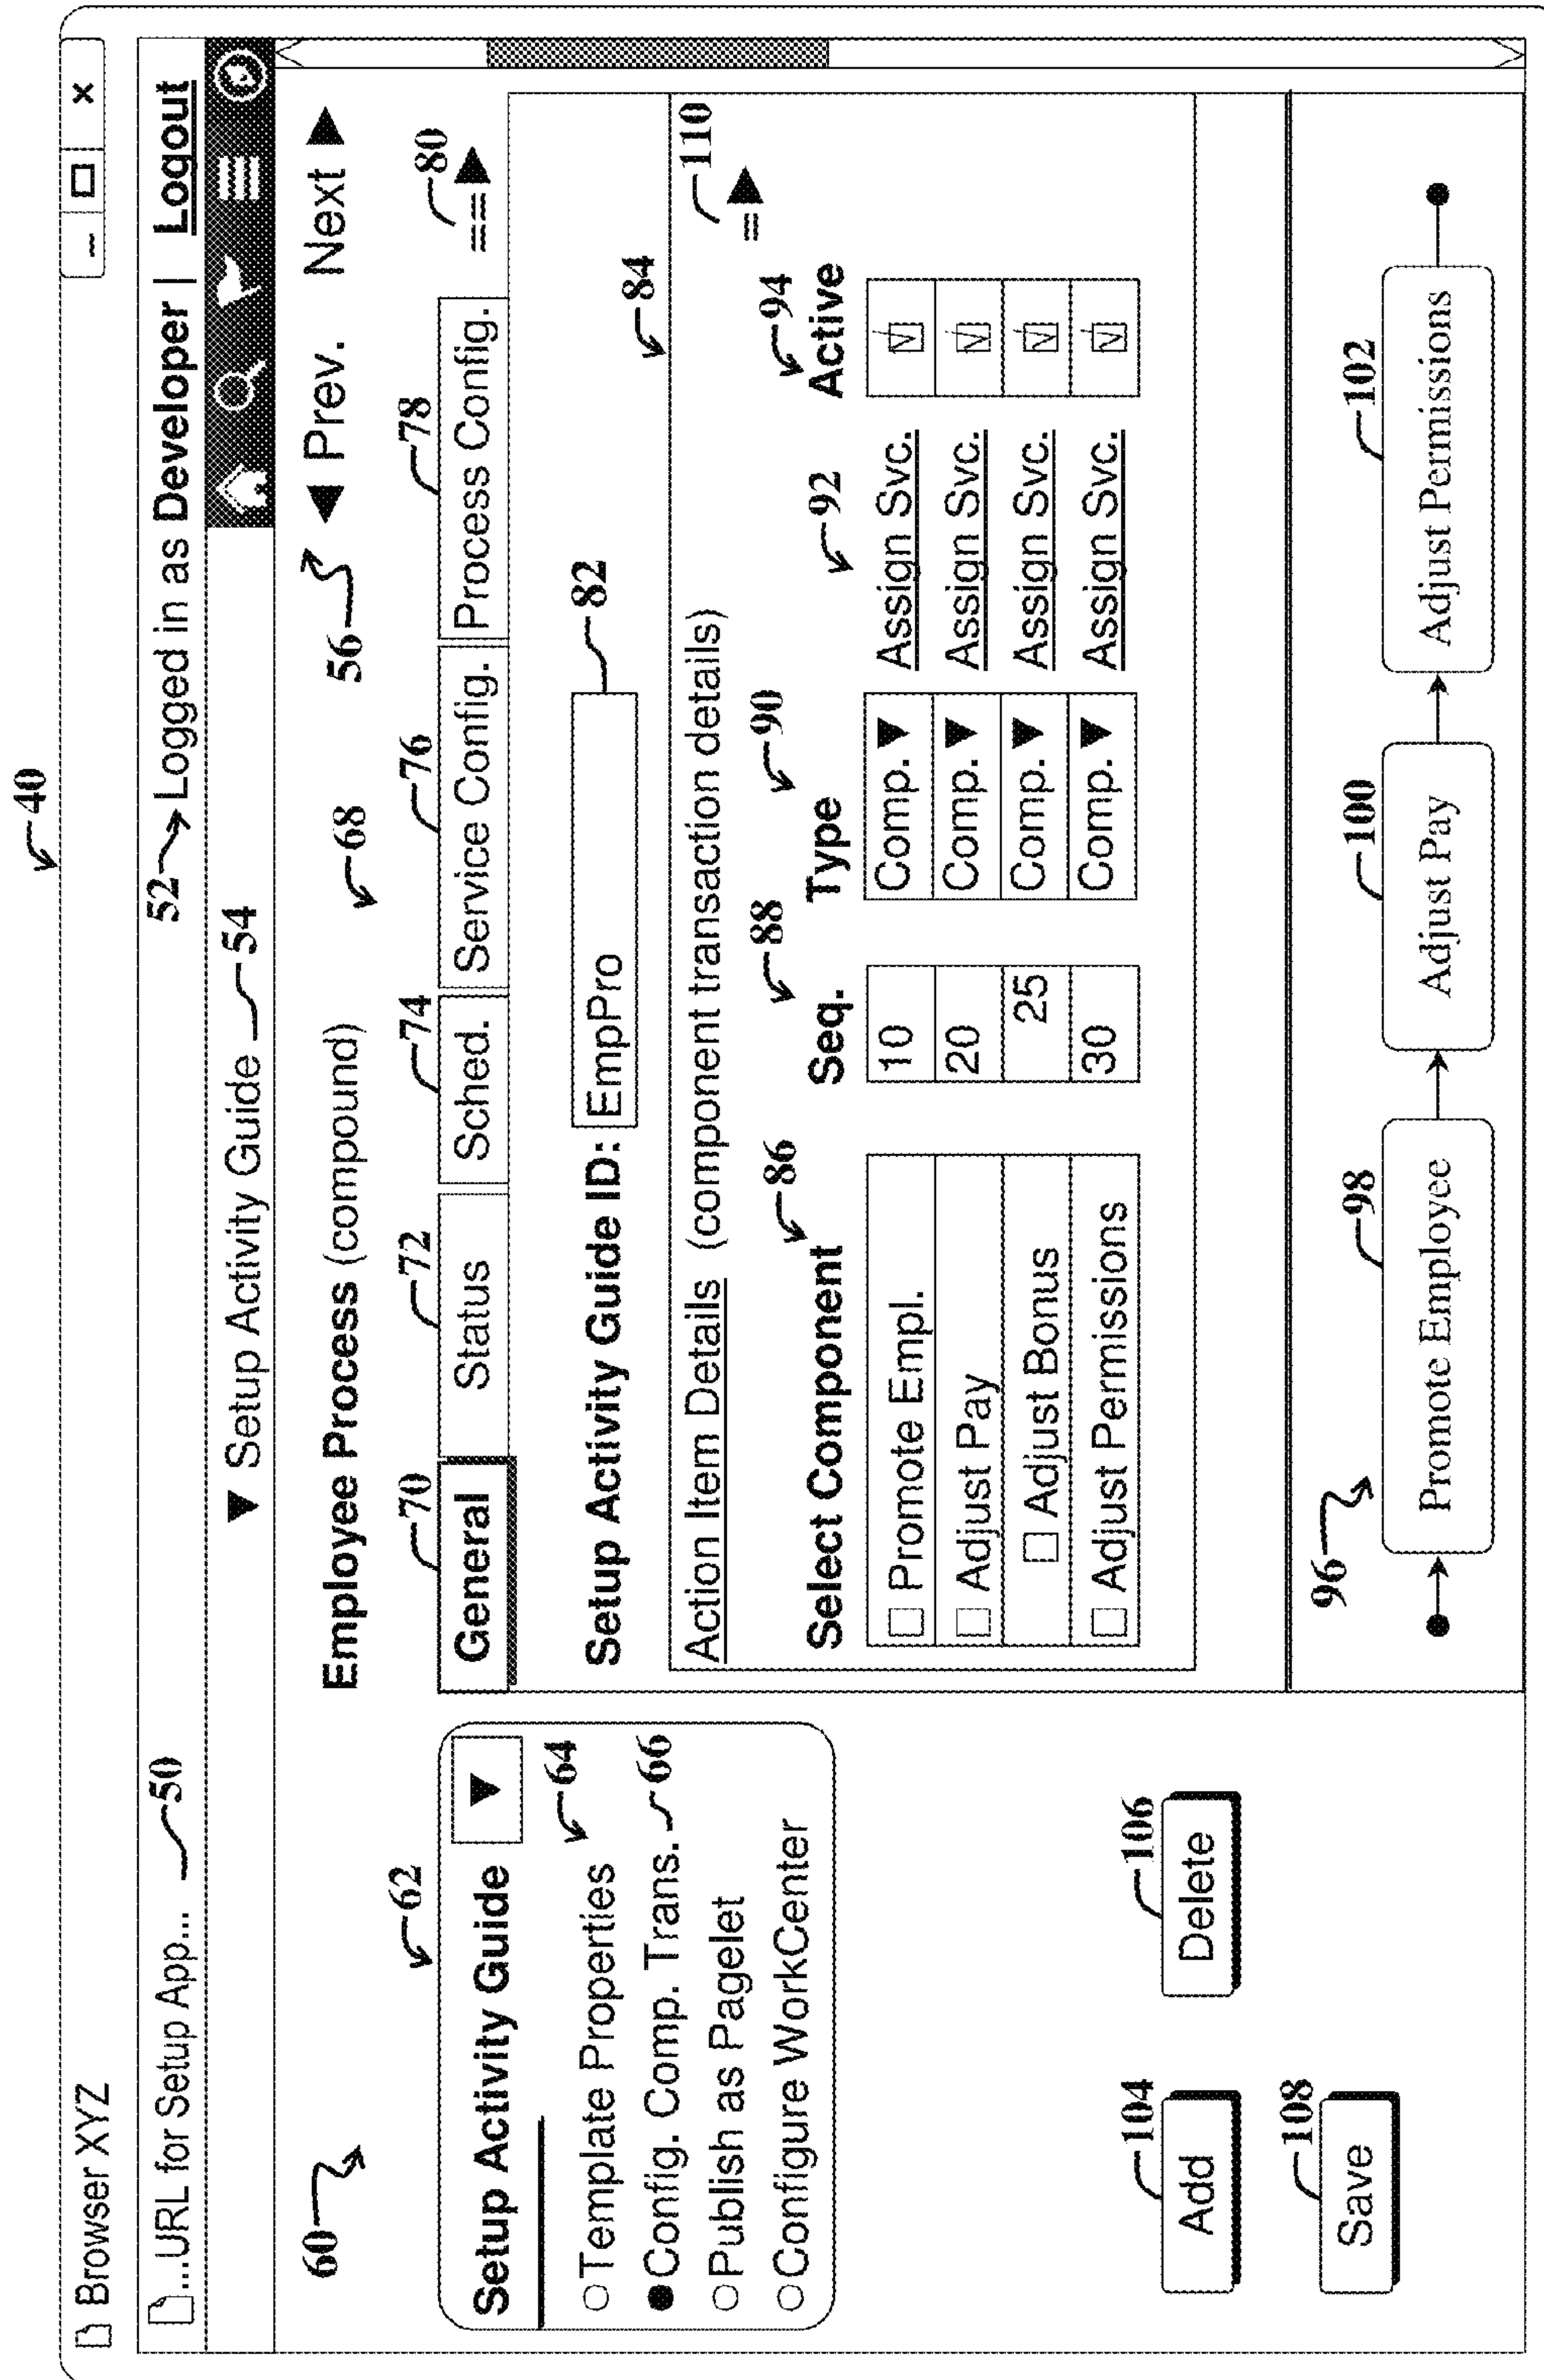 40
Browser XYZ
...URL for Setup App... 50
52 Logged in as Developer | Logout
▼ Setup Activity Guide 54
60
Employee Process (compound) 68
56 ◀ Prev. Next ▶
62
Setup Activity Guide ▼
64
○Template Properties
●Config. Comp. Trans. 66
○Publish as Pagelet
○Configure WorkCenter
70 72 74 76 78 80
General Status Sched. Service Config. Process Config. ==▶
Setup Activity Guide ID: EmpPro 82
84
Action Item Details (component transaction details)
110
=▶
86 88 90 92 94
Select Component Seq. Type Active
☐ Promote Empl. 10 Comp. ▼ Assign Svc. ☑
☐ Adjust Pay 20 Comp. ▼ Assign Svc. ☑
☐ Adjust Bonus 25 Comp. ▼ Assign Svc. ☑
☐ Adjust Permissions 30 Comp. ▼ Assign Svc. ☑
104 106
Add Delete
108
Save
96 98 100 102
Promote Employee Adjust Pay Adjust Permissions